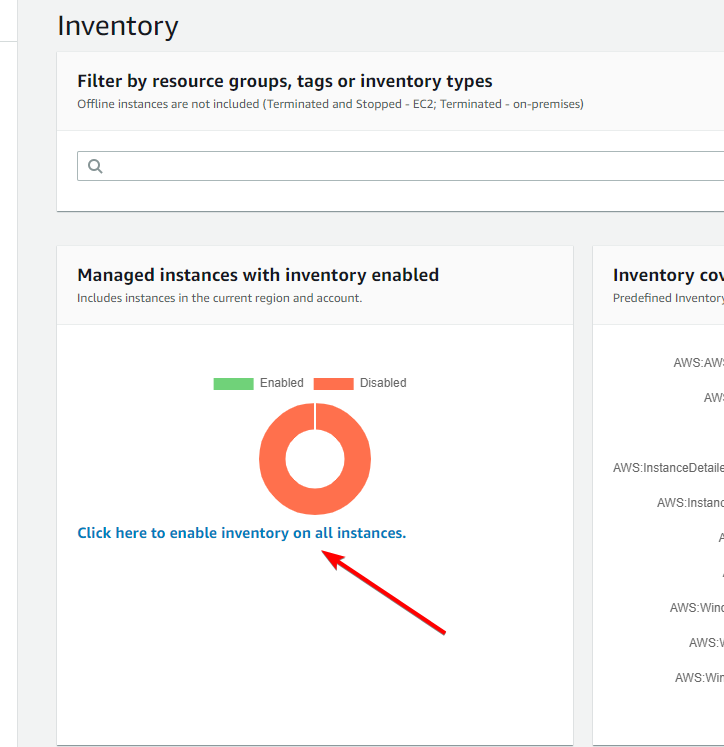 Inventory
Filter by resource groups, tags or inventory types
Offline instances are not included (Terminated and Stopped - EC2; Terminated - on-premises)
Managed instances with inventory enabled
Includes instances in the current region and account.
Enabled
Disabled
Click here to enable inventory on all instances.
Inventory cov
Predefined Inventory
AWS:AWS
AWS
AWS:InstanceDetaile
AWS:Instanc
AWS:Wind
AWS:W
AWS:Win